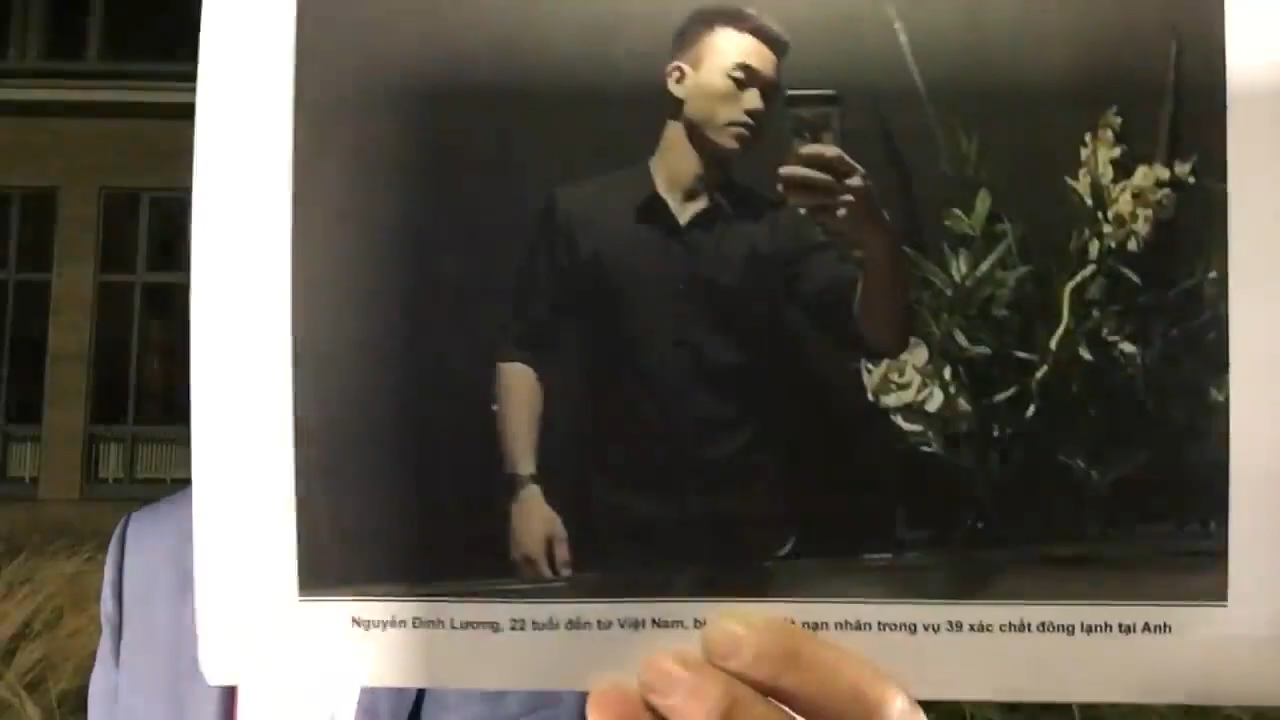 Nguyễn Đình Lương, 22 tuổi đến từ Việt Nam, nạn nhân trong vụ 39 xác chết đông lạnh tại Anh